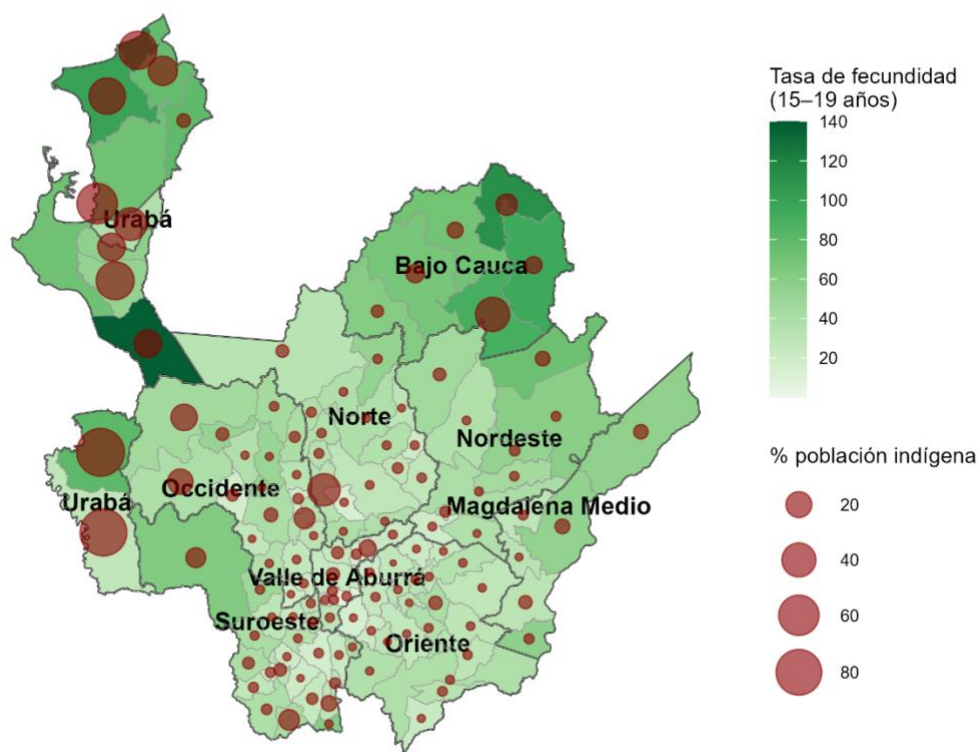 Urabá
Bajo Cauca
Norte
Nordeste
Occidente
Urabá
Magdalena Medio
Valle de Aburrá
Suroeste
Oriente
Tasa de fecundidad
(15–19 años)
140
120
100
80
60
40
20
% población indígena
20
40
60
80